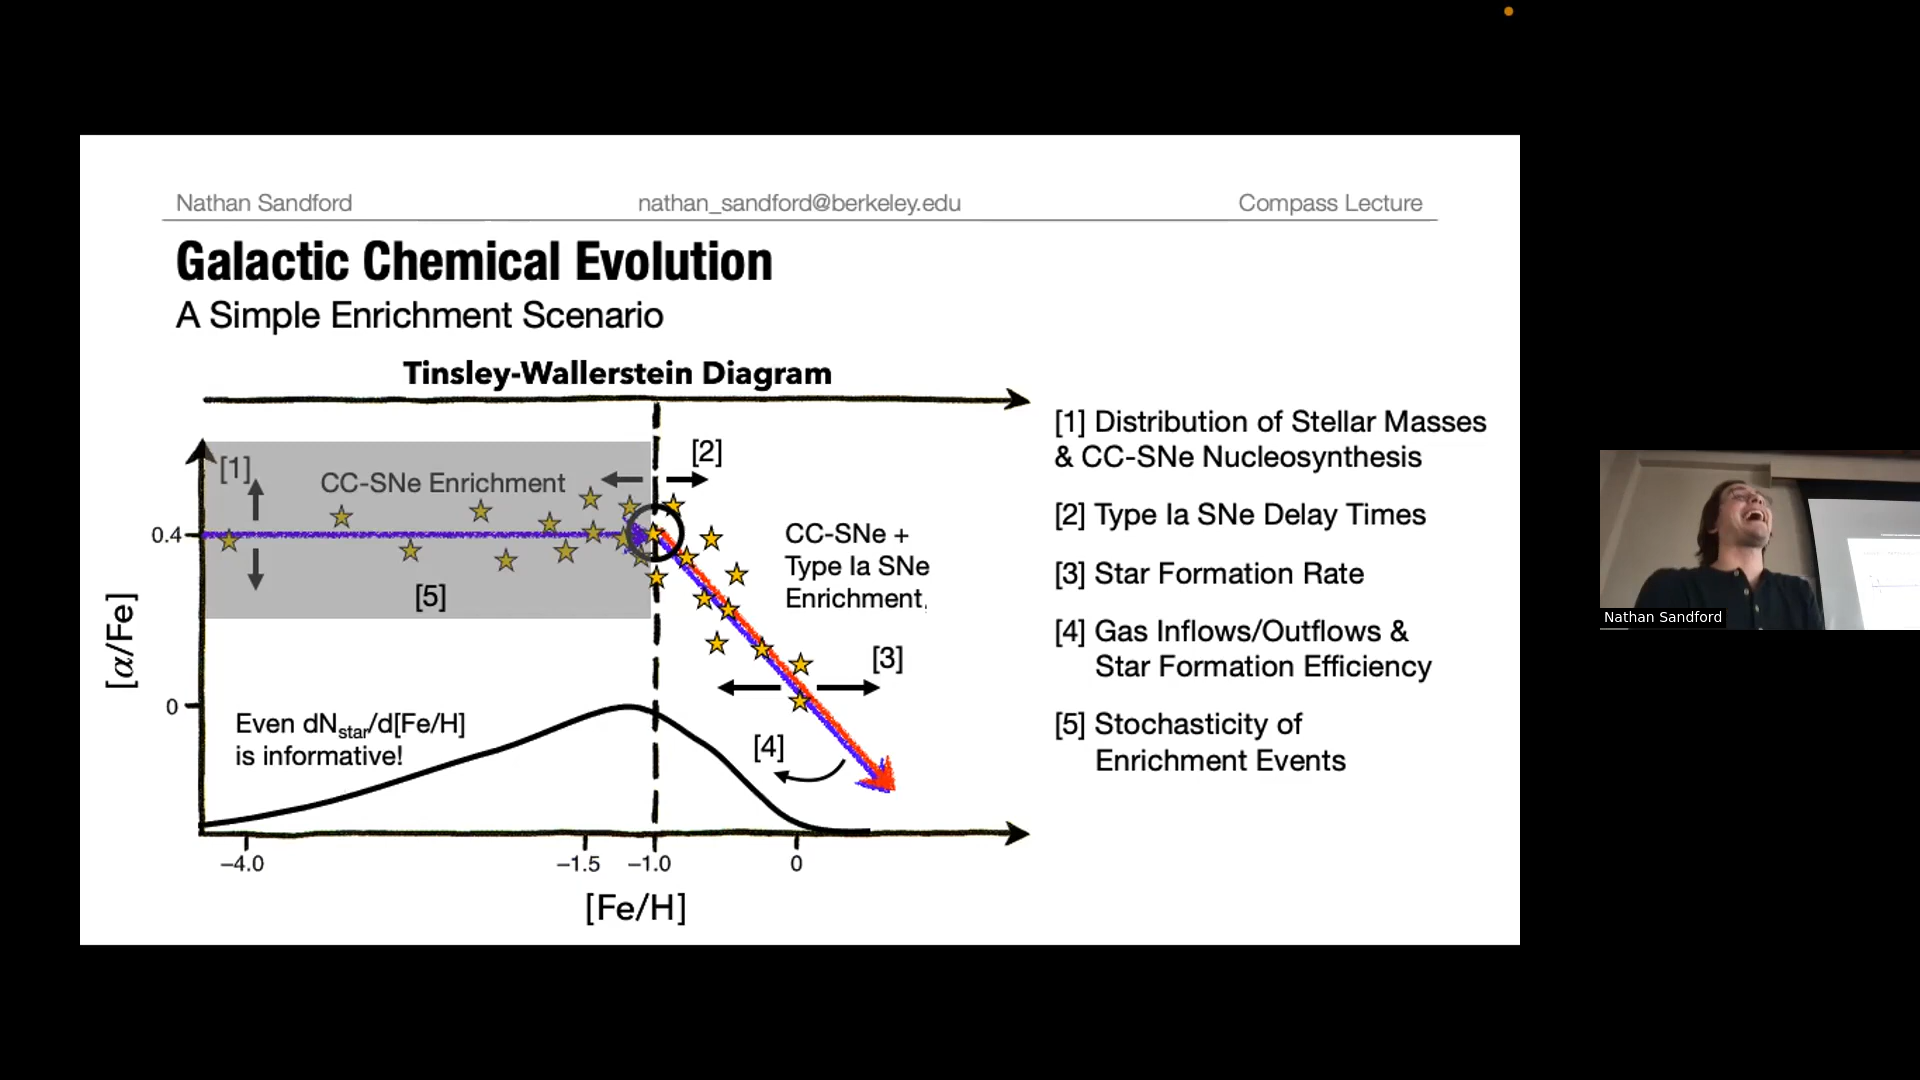 Nathan Sandford nathan_sandford@berkeley.edu Compass Lecture
Galactic Chemical Evolution
A Simple Enrichment Scenario
Tinsley-Wallerstein Diagram
[1]
CC-SNe Enrichment
[2]
CC-SNe +
Type Ia SNe
Enrichment
[5]
[3]
[4]
0.4
0
[α/Fe]
Even dNstar/d[Fe/H]
is informative!
−4.0 −1.5 −1.0 0
[Fe/H]
[1] Distribution of Stellar Masses
& CC-SNe Nucleosynthesis
[2] Type Ia SNe Delay Times
[3] Star Formation Rate
[4] Gas Inflows/Outflows &
Star Formation Efficiency
[5] Stochasticity of
Enrichment Events
Nathan Sandford